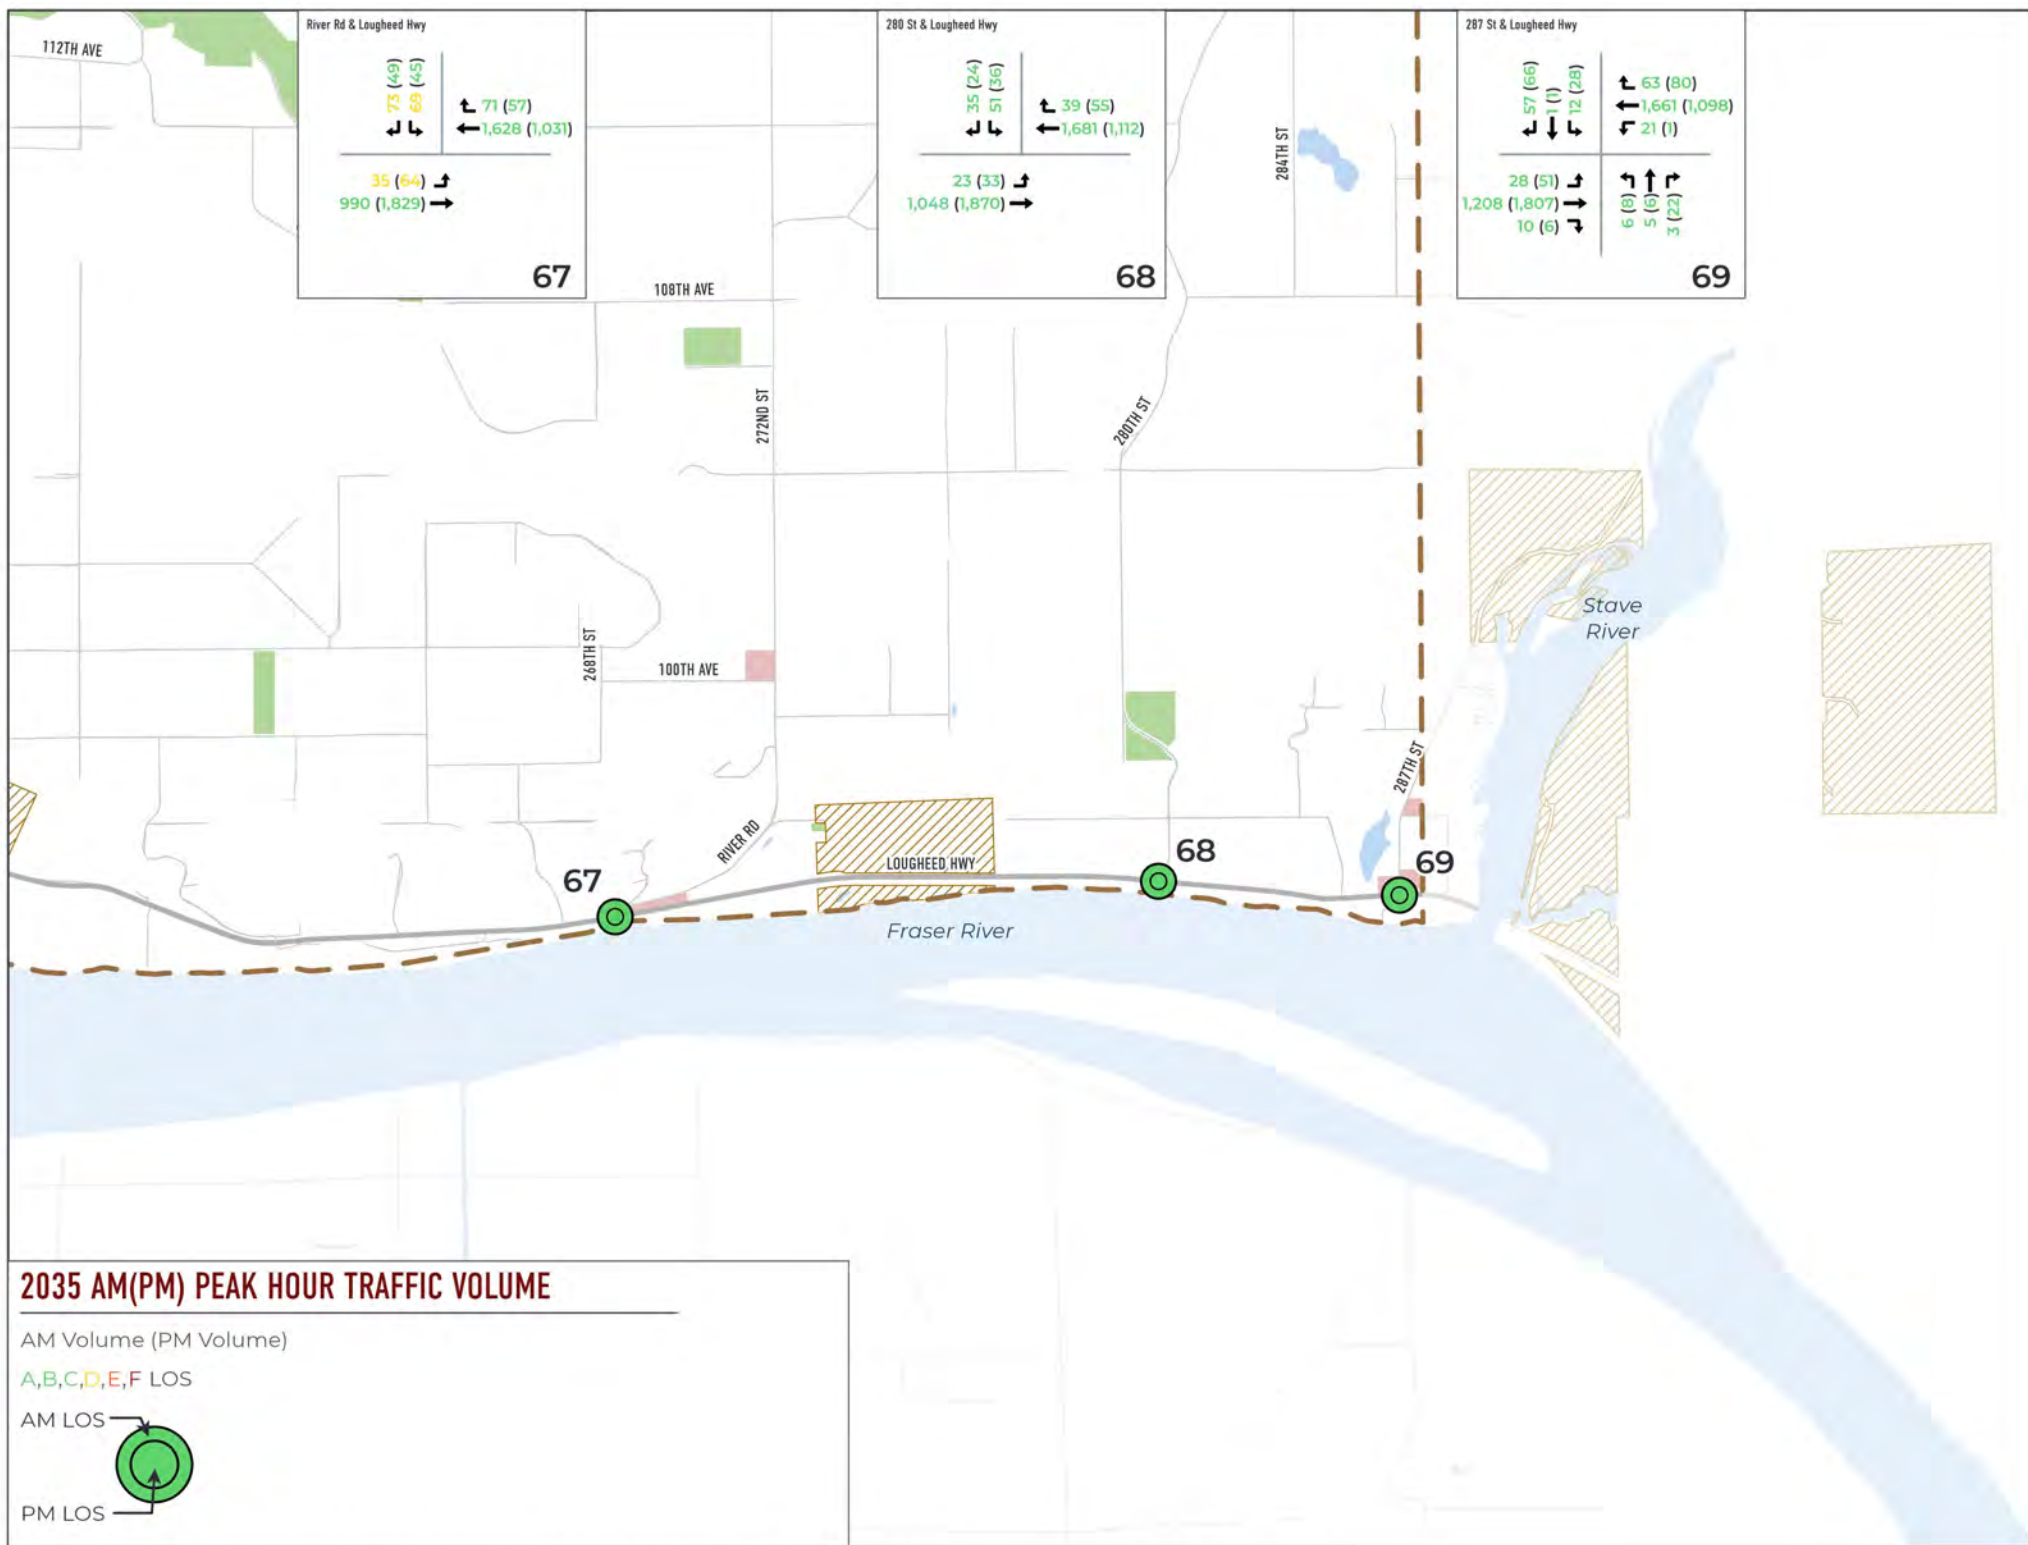 112TH AVE
River Rd & Lougheed Hwy
73 (49)
69 (45)
71 (57)
1,628 (1,031)
35 (64)
990 (1,829)
67
280 St & Lougheed Hwy
35 (24)
51 (36)
39 (55)
1,681 (1,112)
23 (33)
1,048 (1,870)
68
284TH ST
287 St & Lougheed Hwy
57 (66)
1 (1)
12 (28)
63 (80)
1,661 (1,098)
21 (1)
28 (51)
1,208 (1,807)
10 (6)
6 (8)
5 (6)
3 (22)
69
108TH AVE
272ND ST
280TH ST
Stave
River
268TH ST
100TH AVE
287TH ST
RIVER RD
LOUGHEED HWY
67
68
69
Fraser River
2035 AM(PM) PEAK HOUR TRAFFIC VOLUME
AM Volume (PM Volume)
A,B,C,D,E,F LOS
AM LOS
PM LOS